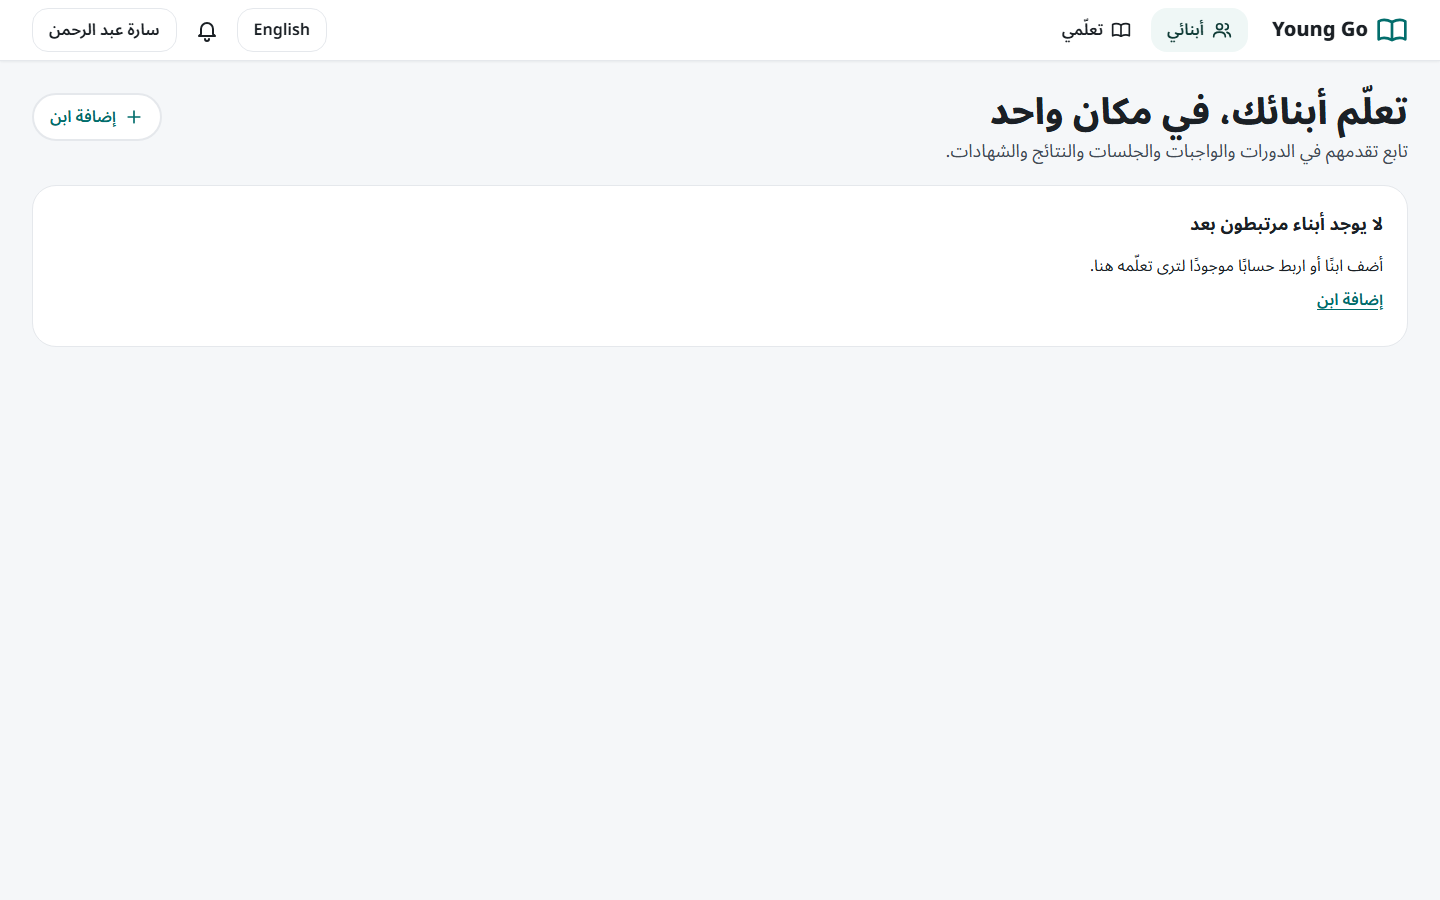 Young Go
أبنائي
تعلّمي
English
سارة عبد الرحمن
تعلّم أبنائك، في مكان واحد
تابع تقدمهم في الدورات والواجبات والجلسات والنتائج والشهادات.
إضافة ابن
لا يوجد أبناء مرتبطون بعد
أضف ابنًا أو اربط حسابًا موجودًا لترى تعلّمه هنا.
إضافة ابن